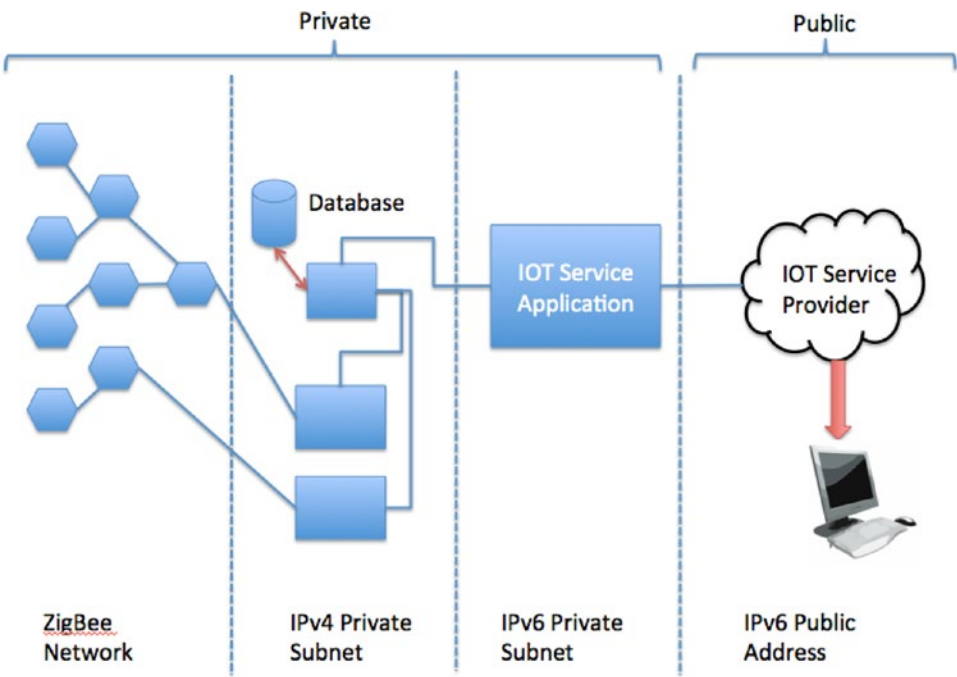 Private
Public
Database
IOT Service
Application
IOT Service
Provider
ZigBee
Network
IPv4 Private
Subnet
IPv6 Private
Subnet
IPv6 Public
Address